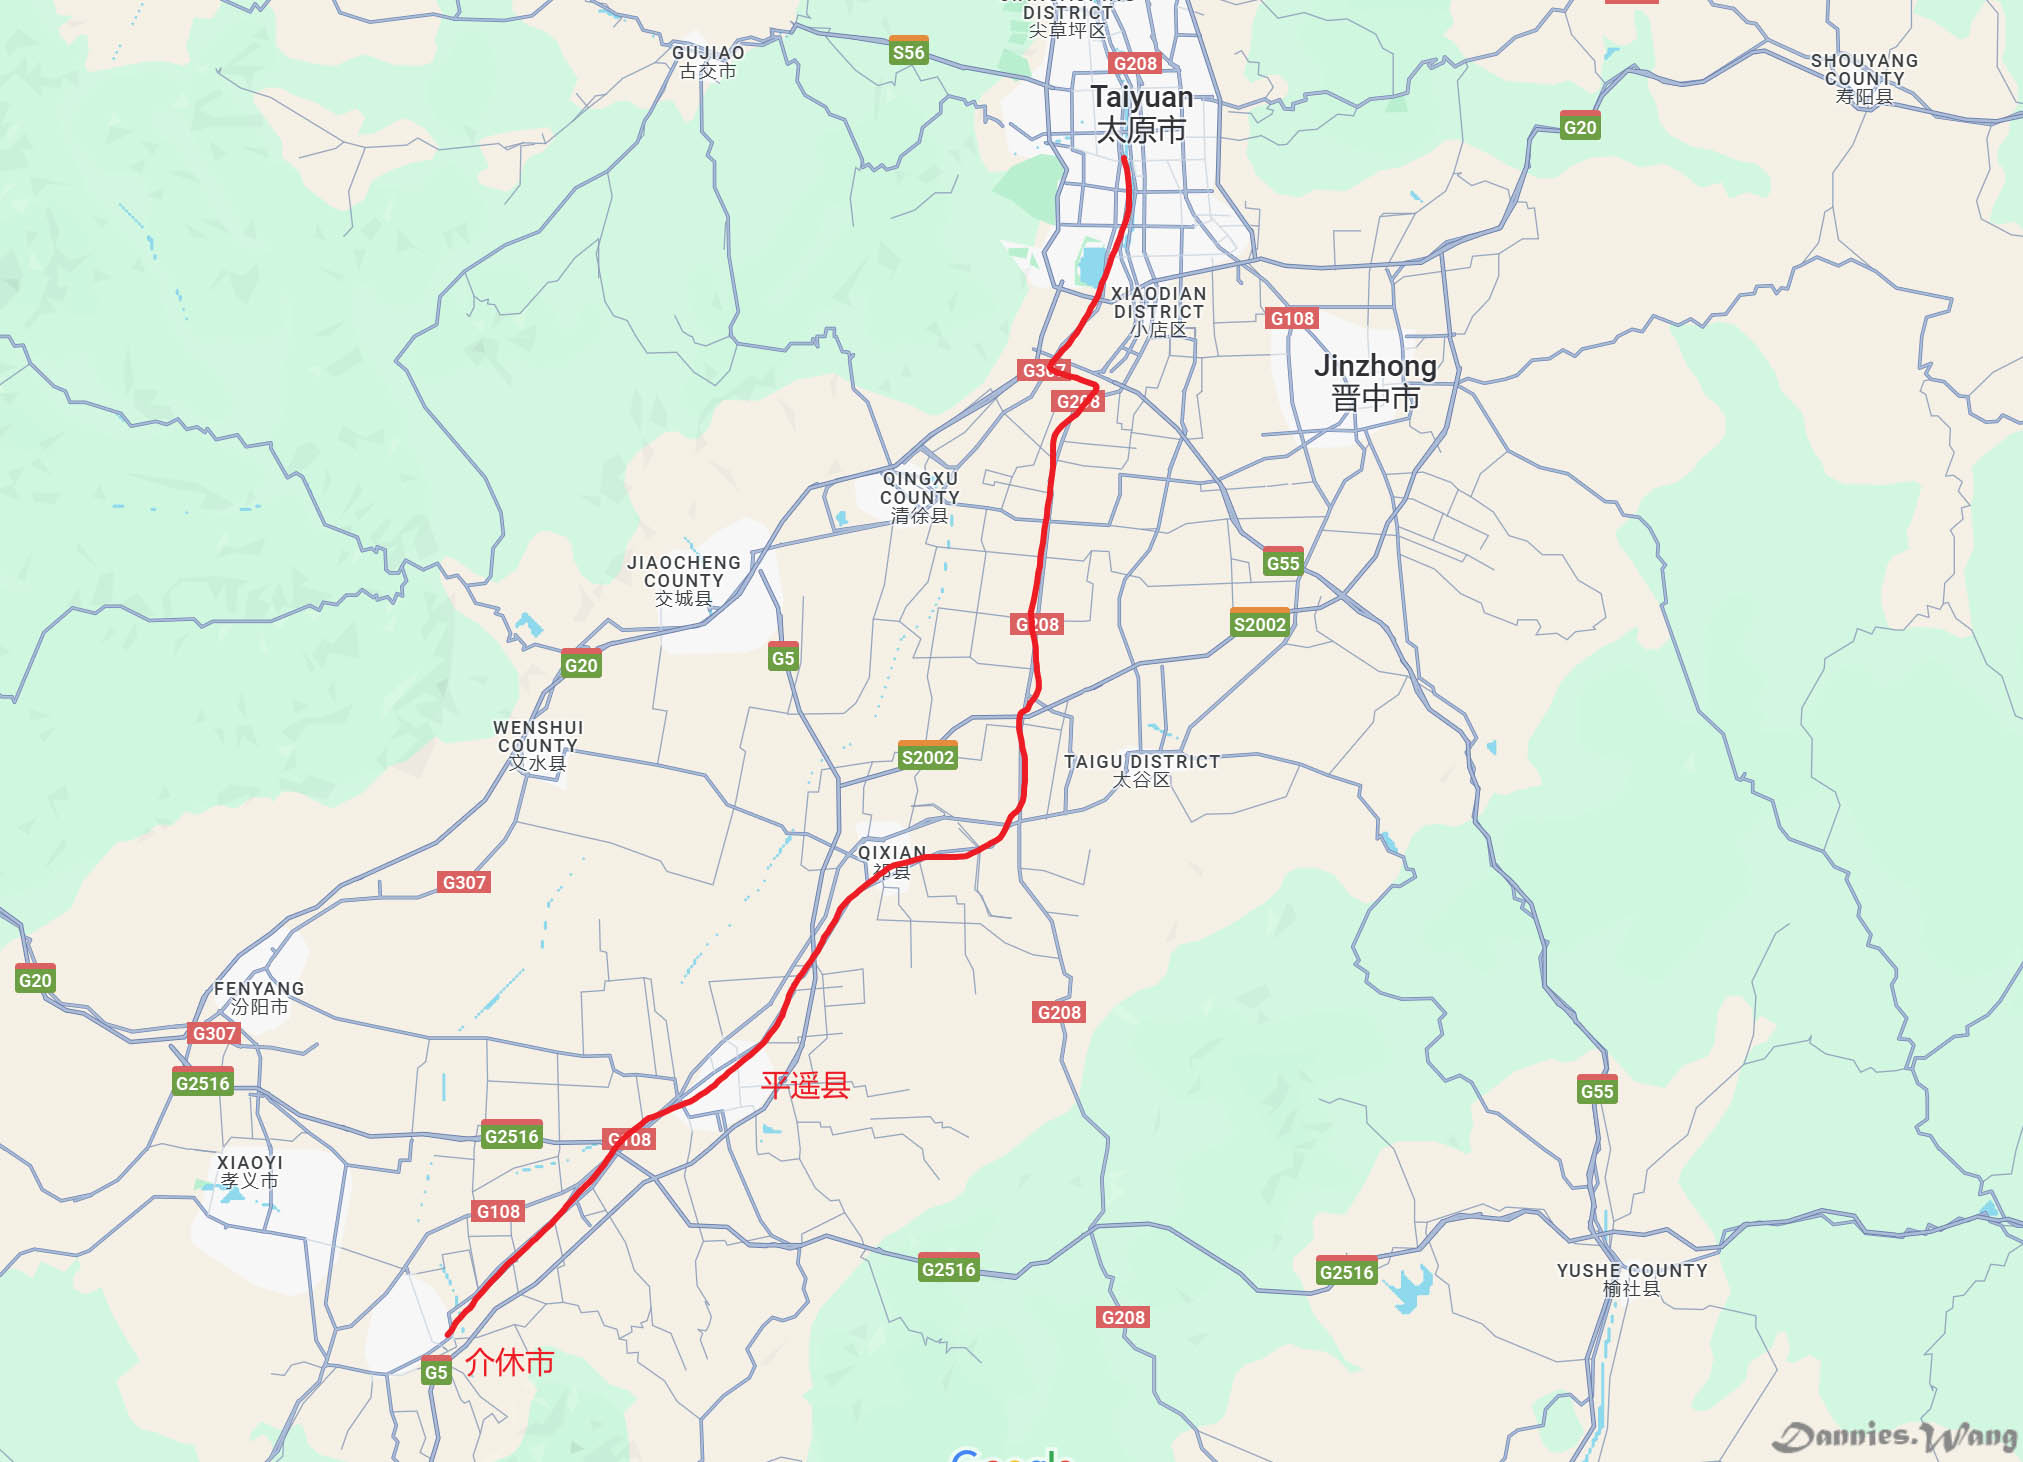 DISTRICT
尖草坪区
GUJIAO
古交市
S56
G208
SHOUYANG
COUNTY
寿阳县
Taiyuan
太原市
G20
XIAODIAN
DISTRICT
小店区
G108
Jinzhong
晋中市
G307
G208
QINGXU
COUNTY
清徐县
JIAOCHENG
COUNTY
交城县
G55
S2002
G208
G5
G20
WENSHUI
COUNTY
文水县
S2002
TAIGU DISTRICT
太谷区
QIXIAN
祁县
G307
G20
FENYANG
汾阳市
G307
G208
G2516
平遥县
G55
G2516
G108
XIAOYI
孝义市
G108
G2516
G2516
YUSHE COUNTY
榆社县
G208
G5
介休市
Dannies.Wang